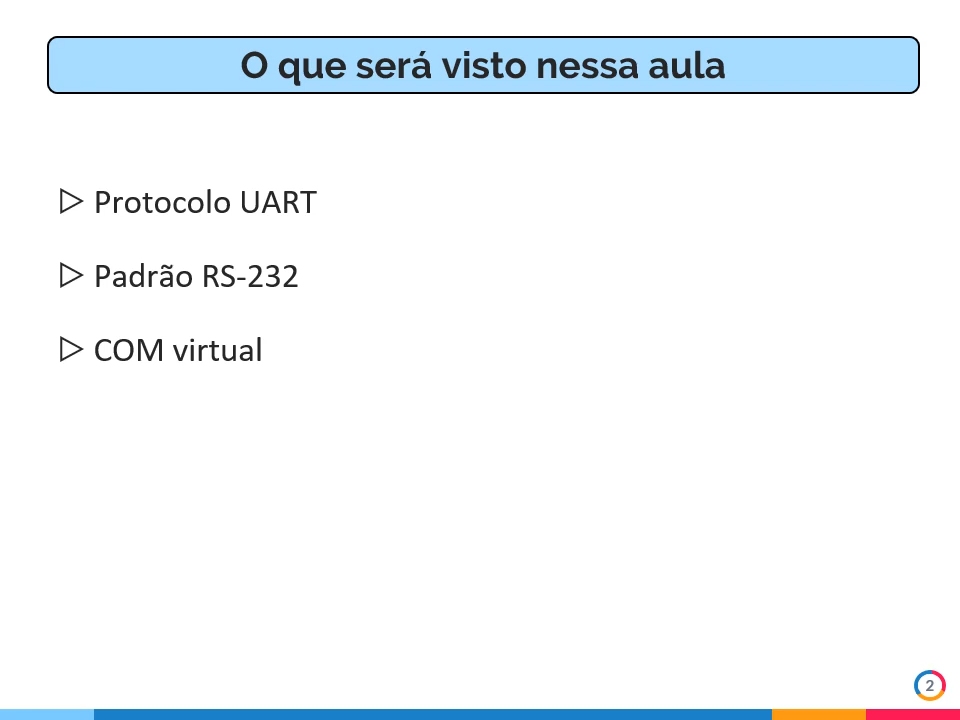 O que será visto nessa aula
▷ Protocolo UART
▷ Padrão RS-232
▷ COM virtual
2